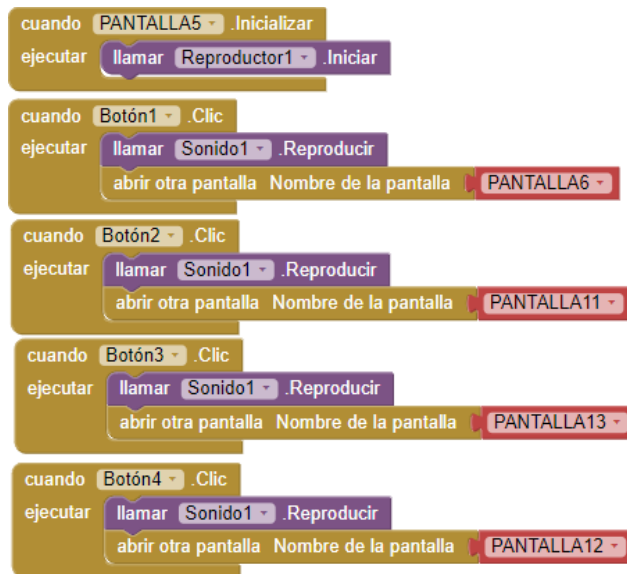 cuando PANTALLA5 .Inicializar
ejecutar llamar Reproductor1 .Iniciar
cuando Botón1 .Clic
ejecutar llamar Sonido1 .Reproducir
abrir otra pantalla Nombre de la pantalla PANTALLA6
cuando Botón2 .Clic
ejecutar llamar Sonido1 .Reproducir
abrir otra pantalla Nombre de la pantalla PANTALLA11
cuando Botón3 .Clic
ejecutar llamar Sonido1 .Reproducir
abrir otra pantalla Nombre de la pantalla PANTALLA13
cuando Botón4 .Clic
ejecutar llamar Sonido1 .Reproducir
abrir otra pantalla Nombre de la pantalla PANTALLA12